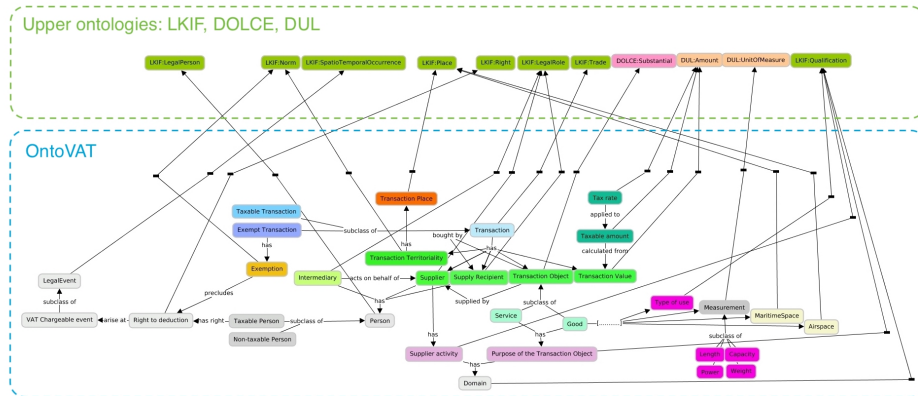 Upper ontologies: LKIF, DOLCE, DUL
LKIF:LegalPerson
LKIF:Norm
LKIF:SpatioTemporalOccurrence
LKIF:Place
LKIF:Right
LKIF:LegalRole
LKIF:Trade
DOLCE:Substantial
DUL:Amount
DUL:UnitOfMeasure
LKIF:Qualification
OntoVAT
Transaction Place
Tax rate
Taxable Transaction
applied to
Exempt Transaction
subclass of
Transaction
bought by
Taxable amount
has
has
has
calculated from
Transaction Territoriality
Exemption
Intermediary
acts on behalf of
Supplier
Supply Recipient
Transaction Object
Transaction Value
LegalEvent
precludes
subclass of
has
supplied by
subclass of
Type of use
Measurement
MaritimeSpace
VAT Chargeable event
arise at
Right to deduction
has right
Taxable Person
subclass of
Person
Service
Good
[........]
Airspace
Non-taxable Person
has
has
subclass of
Supplier activity
Purpose of the Transaction Object
Length
Capacity
has
Power
Weight
Domain